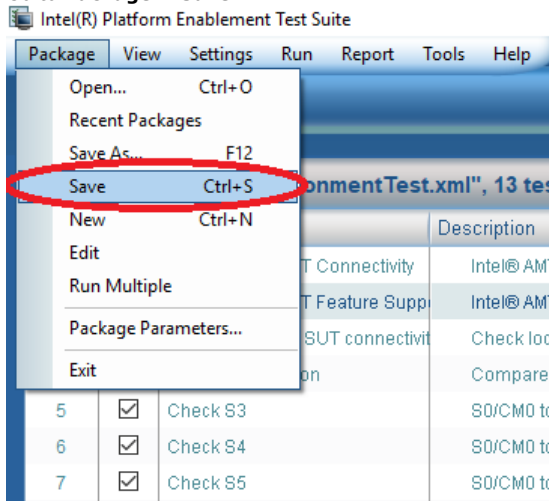 Intel(R) Platform Enablement Test Suite
Package View Settings Run Report Tools Help
Open... Ctrl+O
Recent Packages
Save As... F12
Save Ctrl+S
onmentTest.xml", 13 tes
New Ctrl+N
Description
Edit
T Connectivity Intel® AM
Run Multiple
T Feature Supp Intel® AM
Package Parameters...
SUT connectivit Check loc
Exit
on Compare
5 Check S3 S0/CM0 to
6 Check S4 S0/CM0 to
7 Check S5 S0/CM0 to